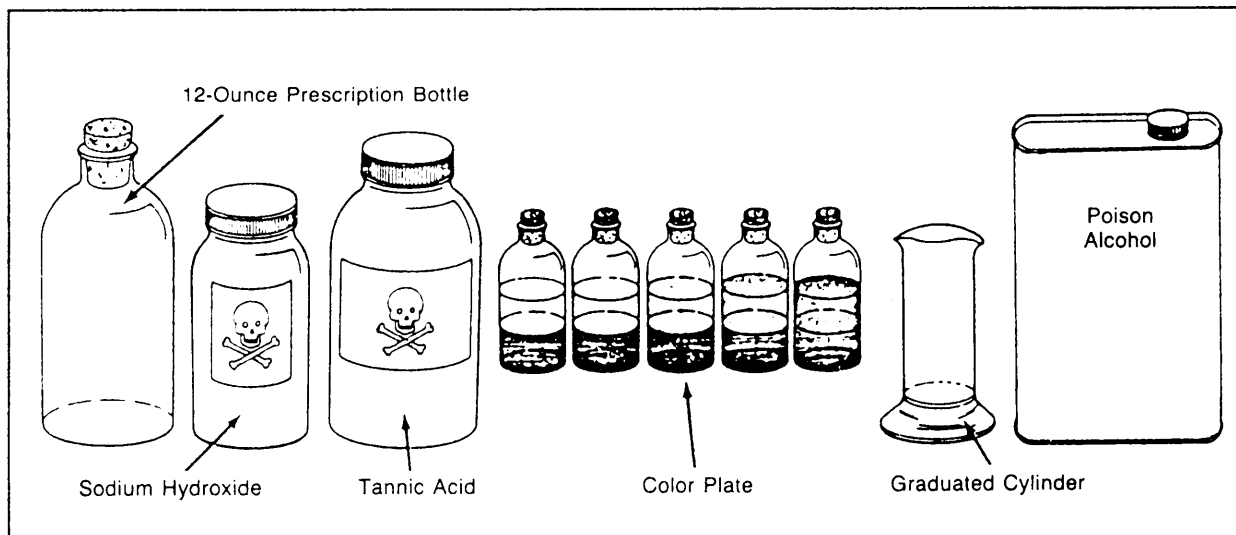 12-Ounce Prescription Bottle
Poison
Alcohol
Sodium Hydroxide
Tannic Acid
Color Plate
Graduated Cylinder